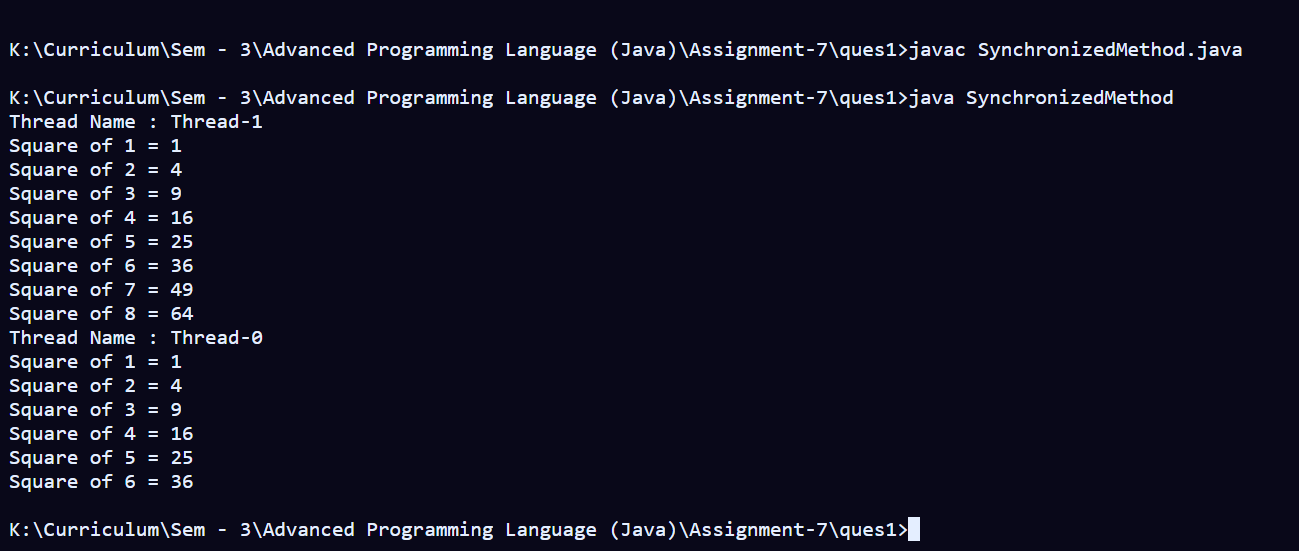 K:\Curriculum\Sem - 3\Advanced Programming Language (Java)\Assignment-7\ques1>javac SynchronizedMethod.java
K:\Curriculum\Sem - 3\Advanced Programming Language (Java)\Assignment-7\ques1>java SynchronizedMethod
Thread Name : Thread-1
Square of 1 = 1
Square of 2 = 4
Square of 3 = 9
Square of 4 = 16
Square of 5 = 25
Square of 6 = 36
Square of 7 = 49
Square of 8 = 64
Thread Name : Thread-0
Square of 1 = 1
Square of 2 = 4
Square of 3 = 9
Square of 4 = 16
Square of 5 = 25
Square of 6 = 36
K:\Curriculum\Sem - 3\Advanced Programming Language (Java)\Assignment-7\ques1>